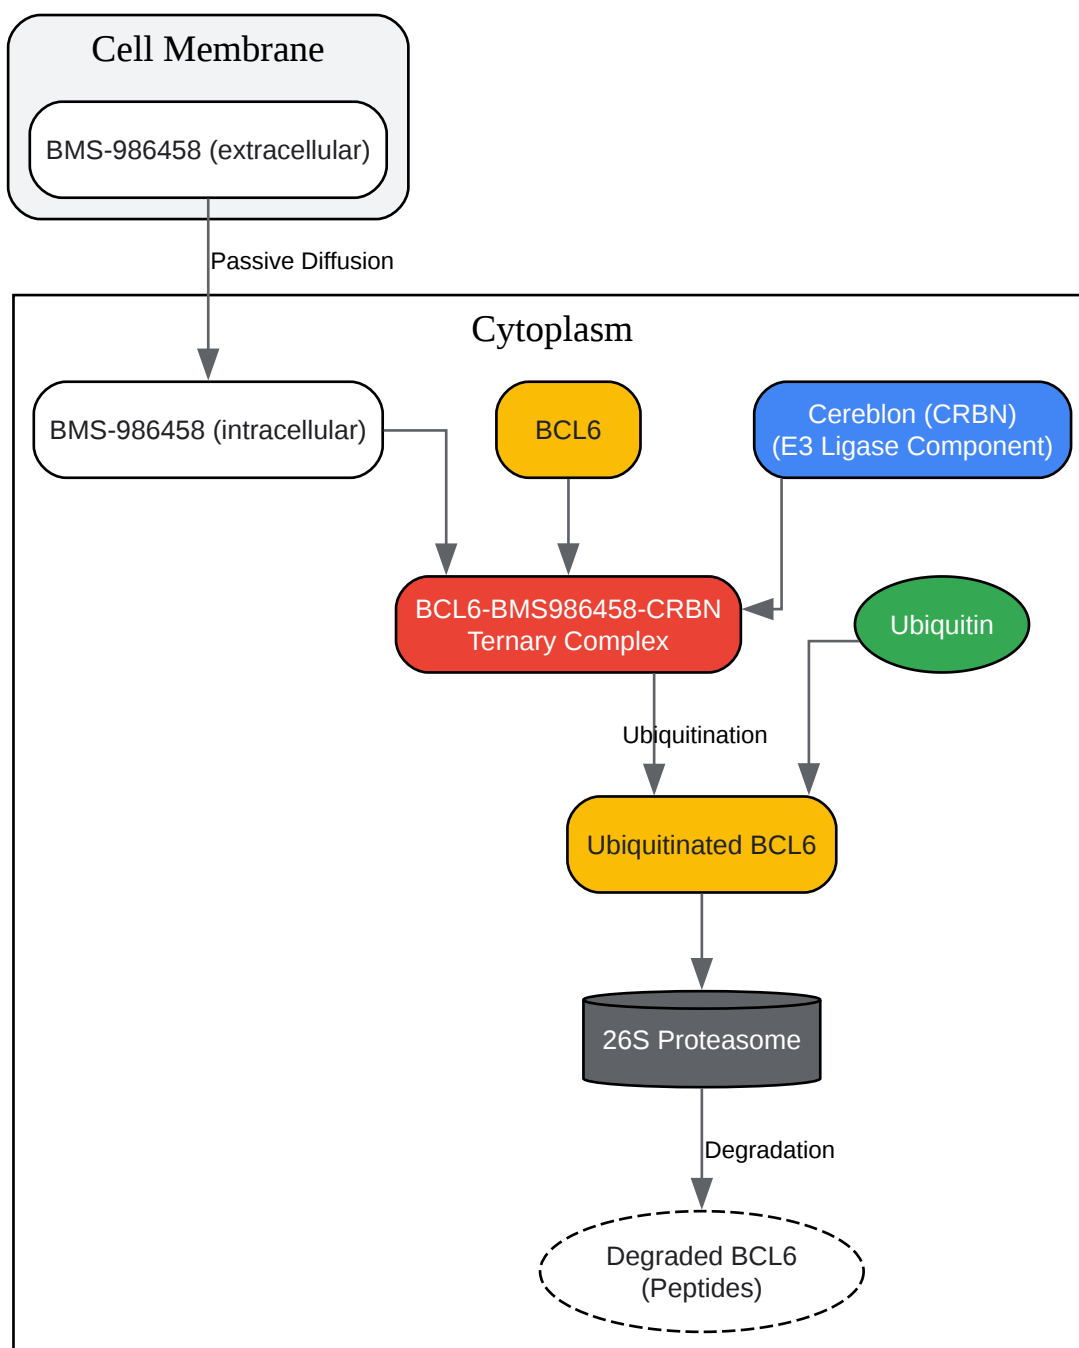 Cell Membrane
BMS-986458 (extracellular)
Passive Diffusion
Cytoplasm
BMS-986458 (intracellular)
BCL6
Cereblon (CRBN)
(E3 Ligase Component)
BCL6-BMS986458-CRBN
Ternary Complex
Ubiquitin
Ubiquitination
Ubiquitinated BCL6
26S Proteasome
Degradation
Degraded BCL6
(Peptides)